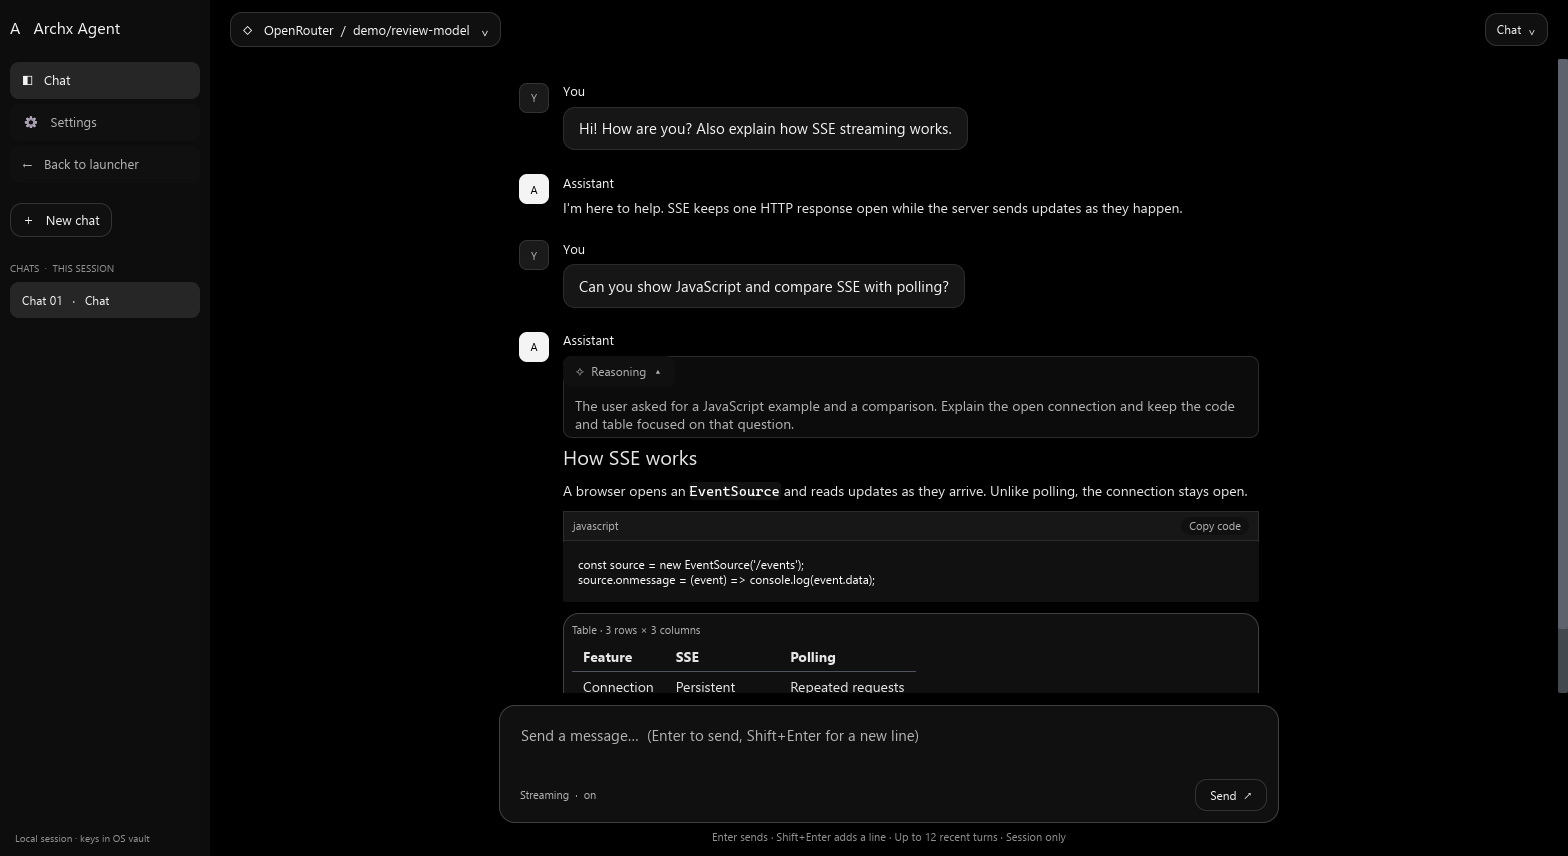 A Archx Agent
Chat
Settings
← Back to launcher
+ New chat
CHATS · THIS SESSION
Chat 01 · Chat
Local session · keys in OS vault
OpenRouter / demo/review-model
Chat
Y
You
Hi! How are you? Also explain how SSE streaming works.
A
Assistant
I'm here to help. SSE keeps one HTTP response open while the server sends updates as they happen.
Y
You
Can you show JavaScript and compare SSE with polling?
A
Assistant
Reasoning
The user asked for a JavaScript example and a comparison. Explain the open connection and keep the code
and table focused on that question.
How SSE works
A browser opens an EventSource and reads updates as they arrive. Unlike polling, the connection stays open.
javascript Copy code
const source = new EventSource('/events');
source.onmessage = (event) => console.log(event.data);
Table · 3 rows × 3 columns
Feature SSE Polling
Connection Persistent Repeated requests
Send a message... (Enter to send, Shift+Enter for a new line)
Streaming · on
Send ↗
Enter sends · Shift+Enter adds a line · Up to 12 recent turns · Session only